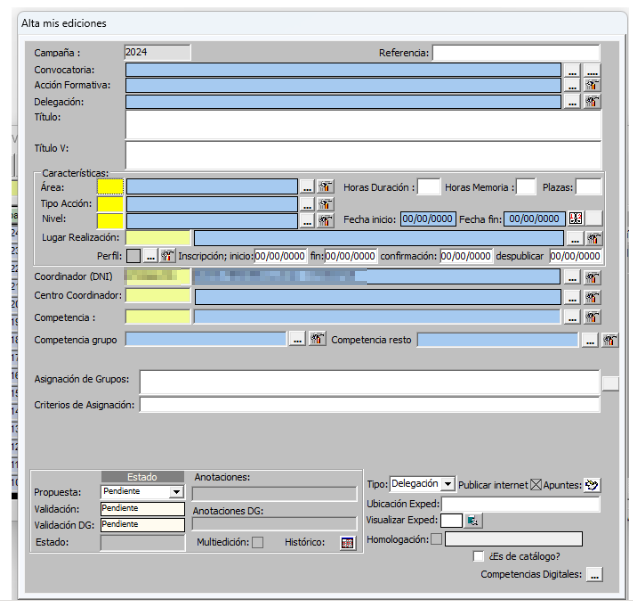 Alta mis ediciones
Campaña : 2024 Referencia:
Convocatoria: ... ....
Acción Formativa: ...
Delegación: ...
Título:
Título V:
Características:
Área: ... Horas Duración : Horas Memoria : Plazas:
Tipo Acción: ...
Nivel: ... Fecha inicio: 00/00/0000 Fecha fin: 00/00/0000
Lugar Realización: ...
Perfil: ... Inscripción; inicio: 00/00/0000 fin: 00/00/0000 confirmación: 00/00/0000 despublicar 00/00/0000
Coordinador (DNI) ...
Centro Coordinador: ...
Competencia : ...
Competencia grupo ... Competencia resto ...
Asignación de Grupos:
Criterios de Asignación:
Estado Anotaciones:
Propuesta: Pendiente
Validación: Pendiente Anotaciones DG:
Validación DG: Pendiente
Estado: Multiedición: Histórico:
Tipo: Delegación Publicar internet Apuntes:
Ubicación Exped:
Visualizar Exped:
Homologación:
¿Es de catálogo?
Competencias Digitales: ...